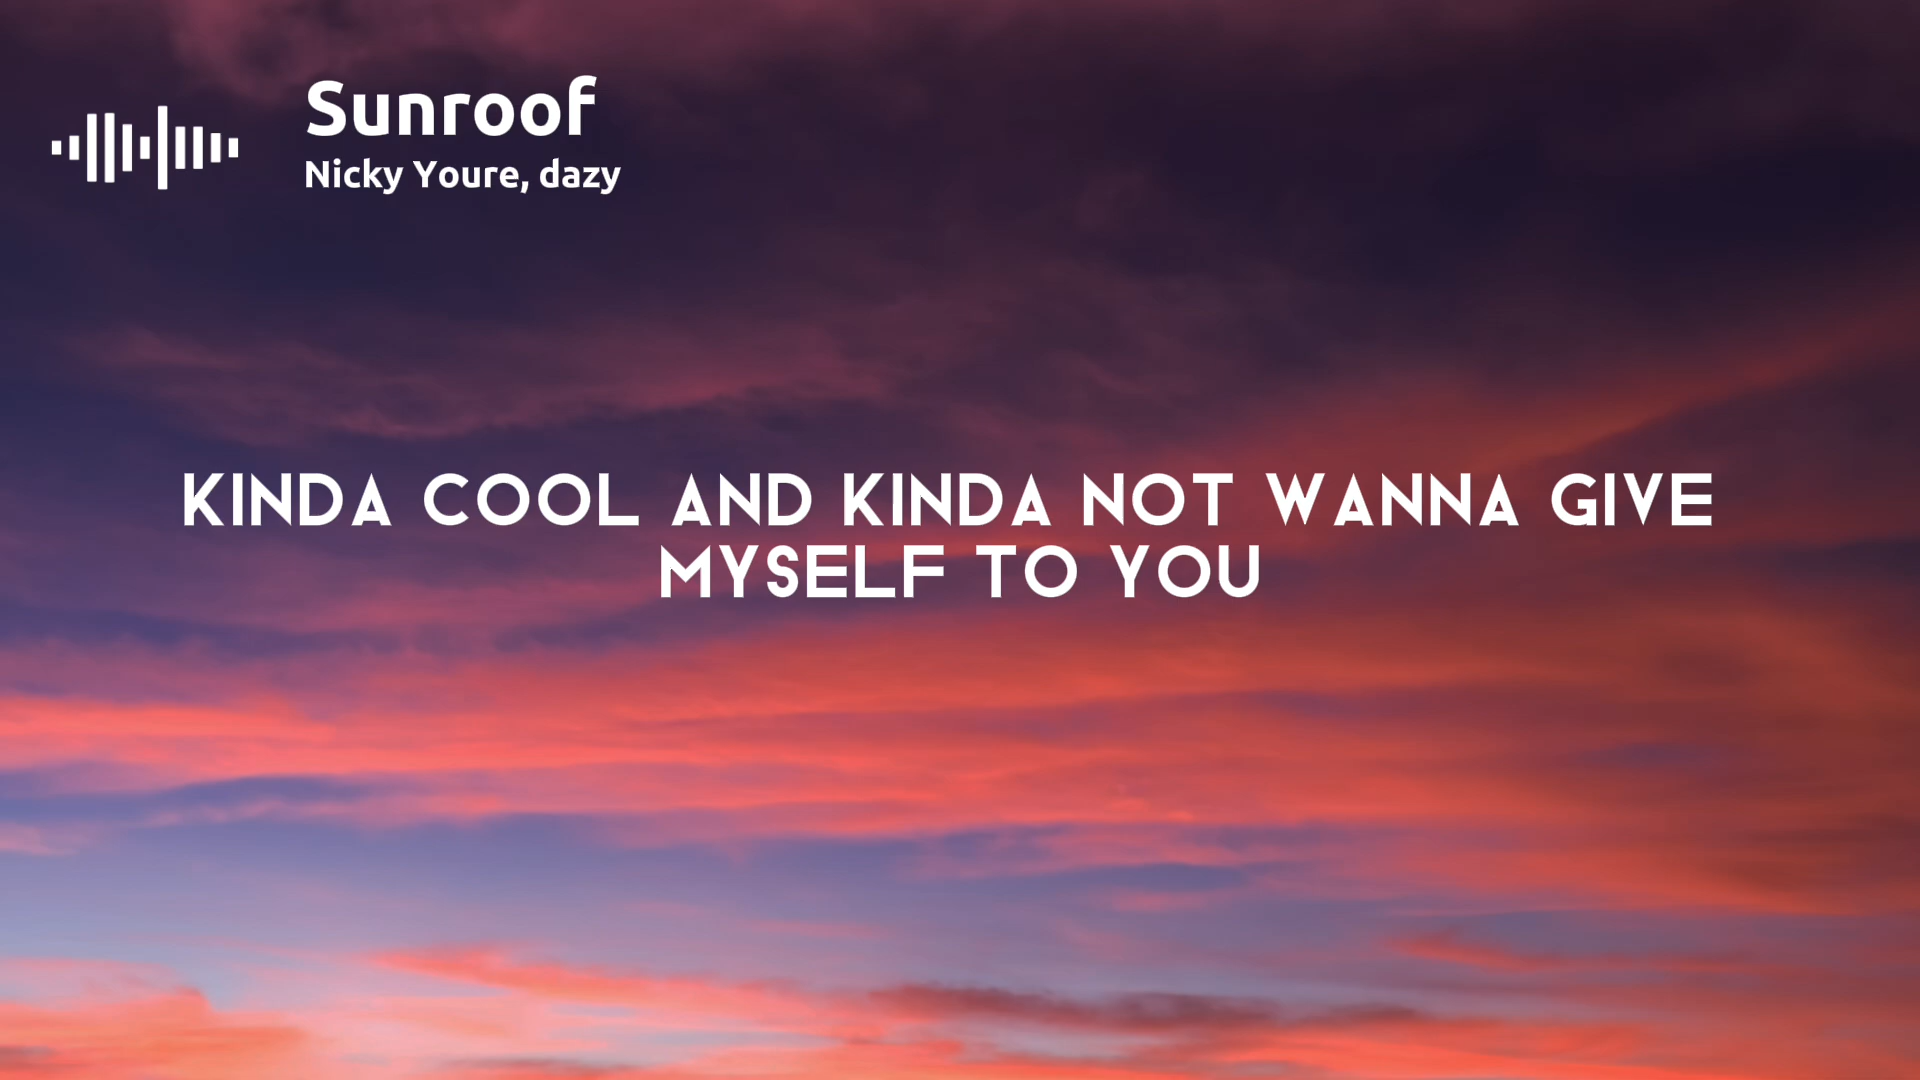 Sunroof
Nicky Youre, dazy
KINDA COOL AND KINDA NOT WANNA GIVE
MYSELF TO YOU